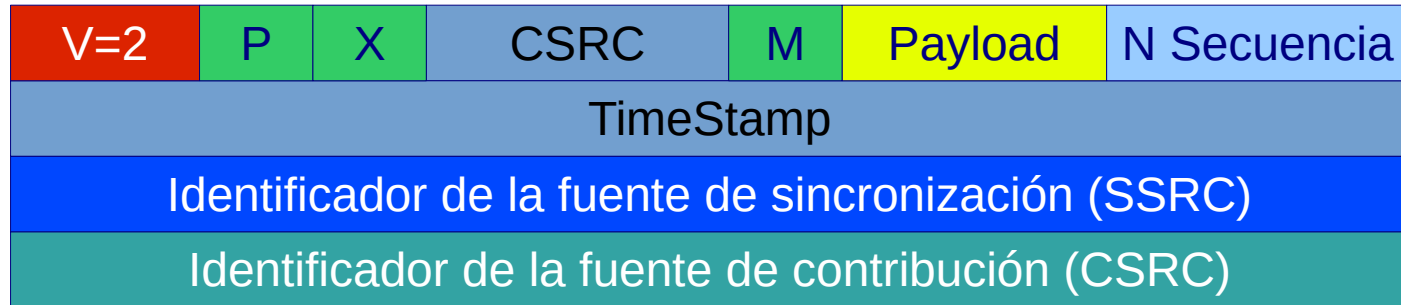 V=2 P X CSRC M Payload N Secuencia
TimeStamp
Identificador de la fuente de sincronización (SSRC)
Identificador de la fuente de contribución (CSRC)